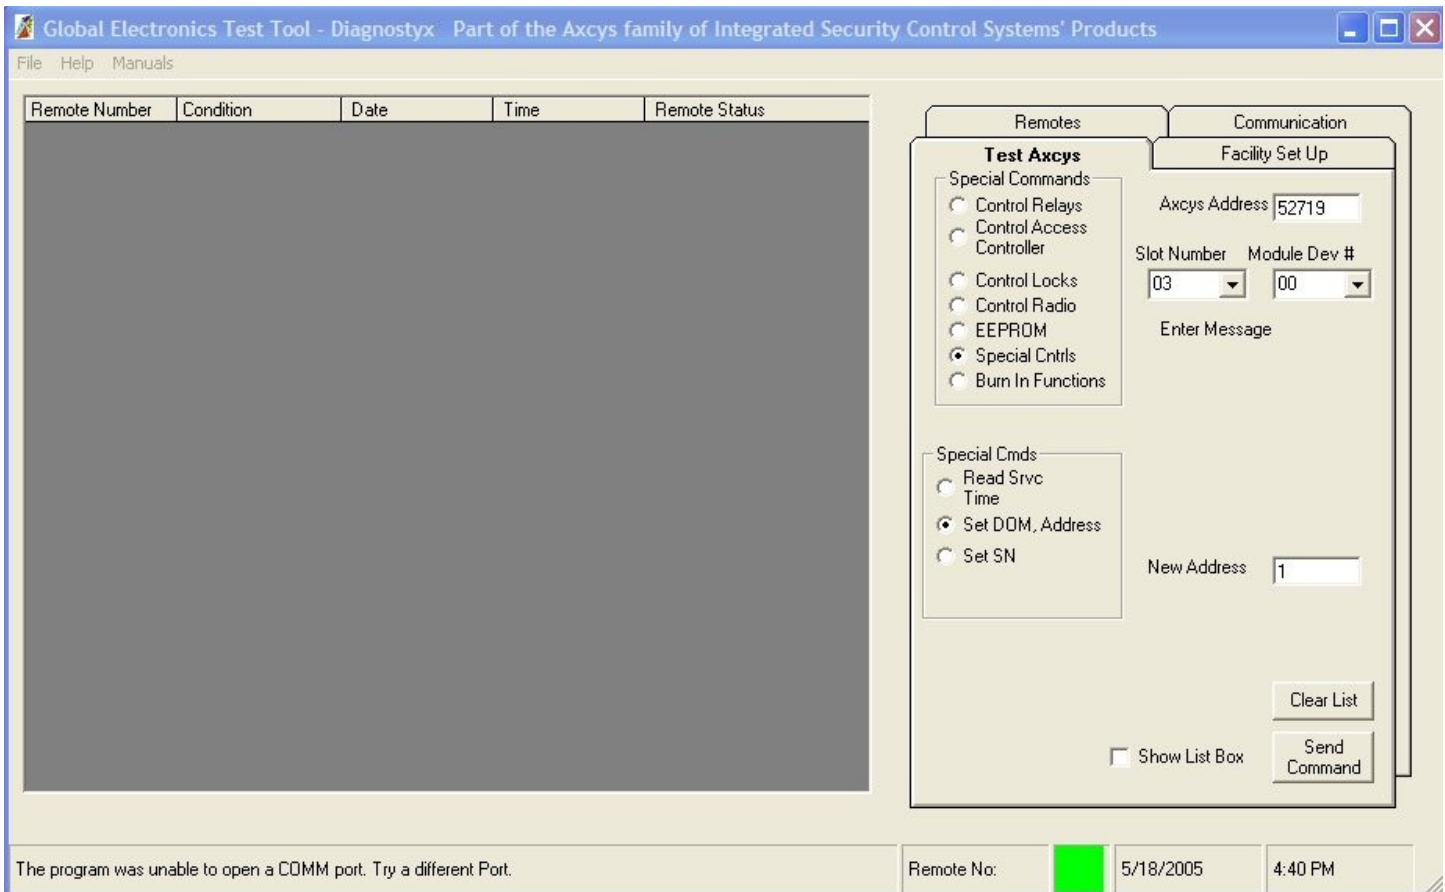 Global Electronics Test Tool - Diagnostyx   Part of the Axcys family of Integrated Security Control Systems' Products
File   Help   Manuals
Remote Number   Condition   Date   Time   Remote Status
Remotes   Communication
Test Axcys   Facility Set Up
Special Commands
Control Relays
Control Access
Controller
Control Locks
Control Radio
EEPROM
Special Cntrls
Burn In Functions
Axcys Address   52719
Slot Number   Module Dev #
03   00
Enter Message
Special Cmds
Read Srvc
Time
Set DOM, Address
Set SN
New Address   1
Clear List
Show List Box
Send
Command
The program was unable to open a COMM port. Try a different Port.   Remote No:   5/18/2005   4:40 PM